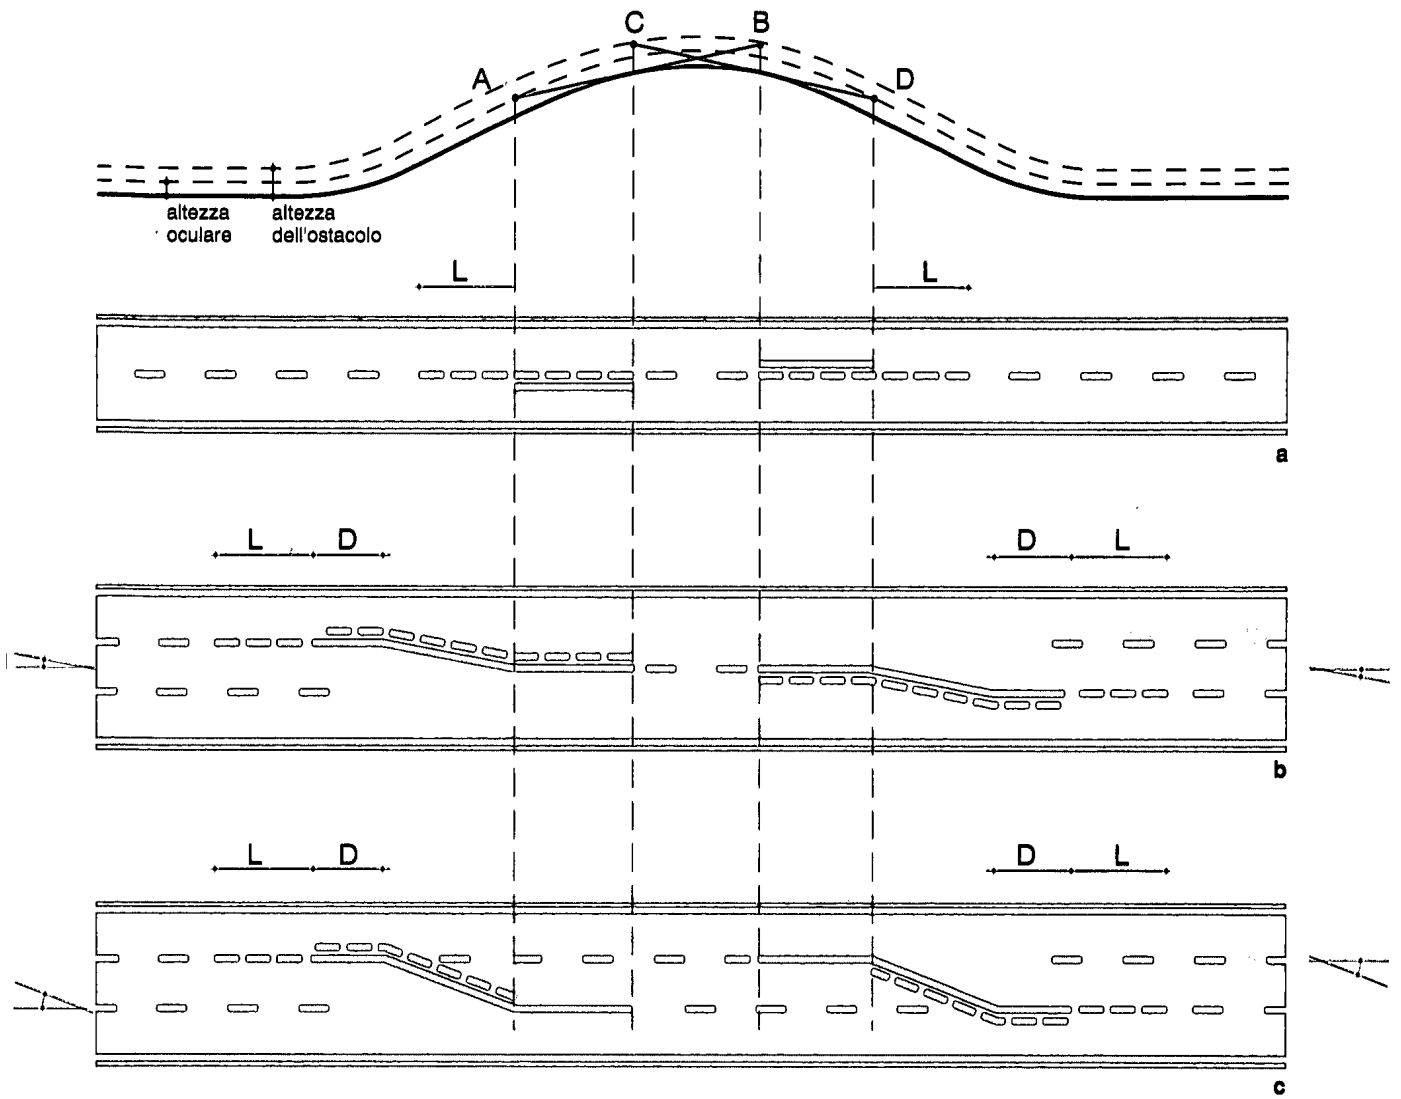 C B
A D
altezza oculare
altezza dell'ostacolo
L L
a
L D D L
b
L D D L
c